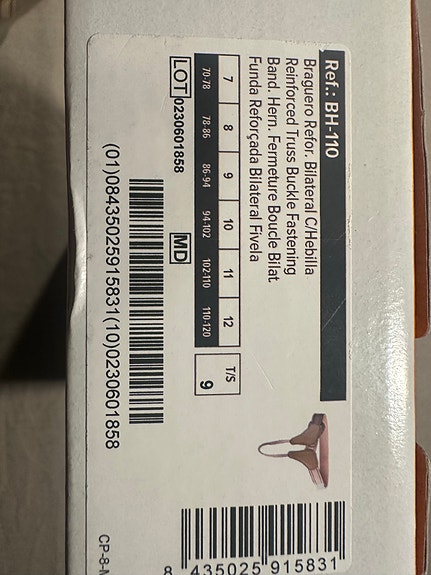 Ref.: BH-110
Braguero Refor. Bilateral C/Hebilla
Reinforced Truss Buckle Fastening
Band. Hern. Fermeture Boucle Bilat
Funda Reforçada Bilateral Fivela
7 8 9 10 11 12
70-78 78-86 86-94 94-102 102-110 110-120
T/S
9
LOT 0230601858
MD
(01)08435025915831(10)0230601858
8 435025 915831